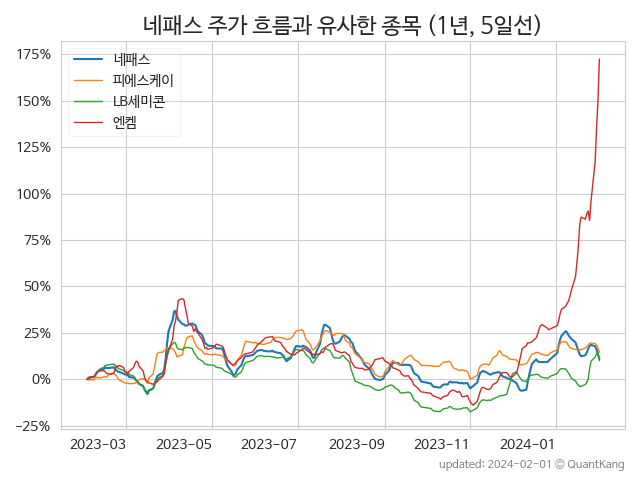 네패스 주가 흐름과 유사한 종목 (1년, 5일선)
네패스
피에스케이
LB세미콘
엔켐
175%
150%
125%
100%
75%
50%
25%
0%
−25%
2023-03 2023-05 2023-07 2023-09 2023-11 2024-01
updated: 2024-02-01 © QuantKang